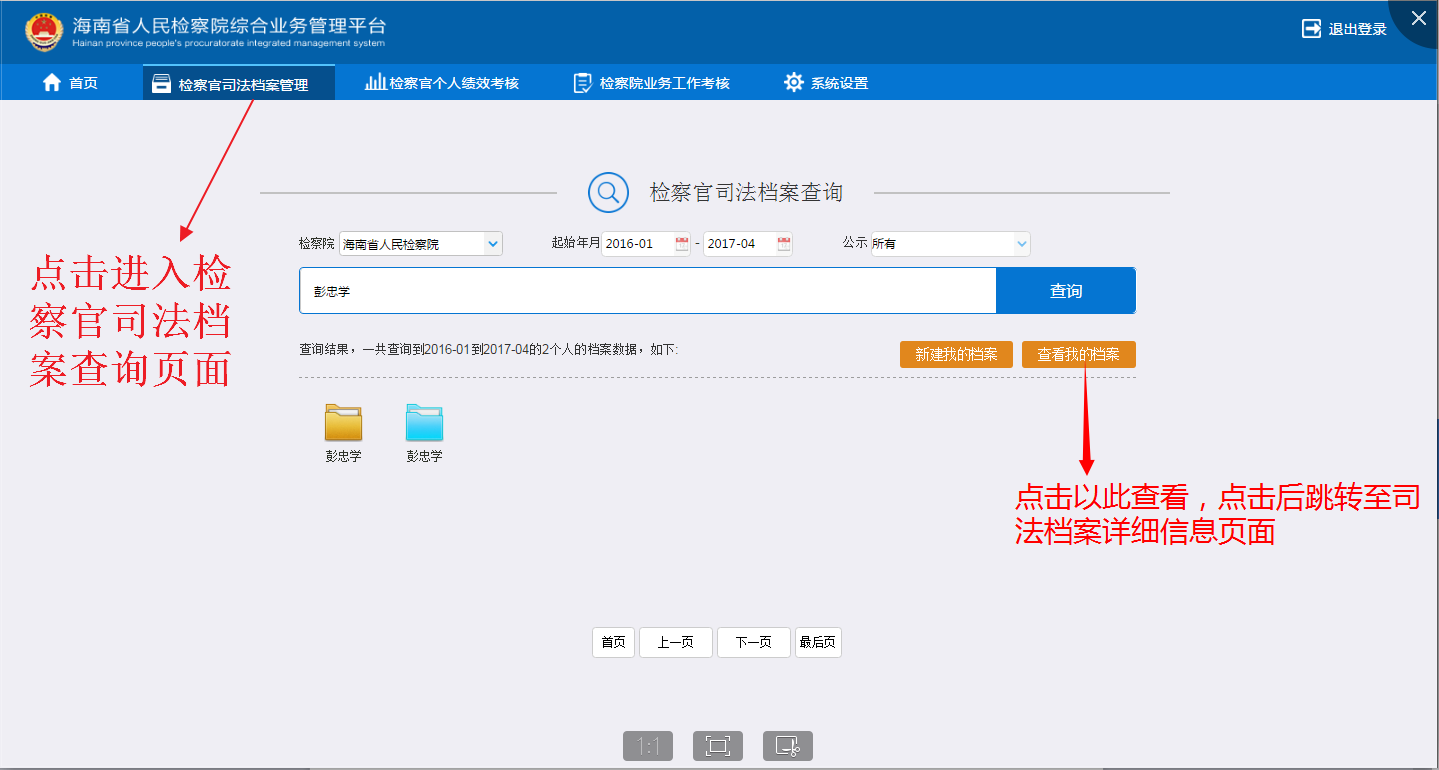 海南省人民检察院综合业务管理平台
Hainan province people's procuratorate integrated management system
退出登录
首页
检察官司法档案管理
检察官个人绩效考核
检察院业务工作考核
系统设置
检察官司法档案查询
检察院 海南省人民检察院 起始年月 2016-01 - 2017-04 公示 所有
彭忠学 查询
点击进入检
察官司法档
案查询页面
查询结果，一共查询到2016-01到2017-04的2个人的档案数据，如下:
新建我的档案 查看我的档案
彭忠学 彭忠学
点击以此查看，点击后跳转至司
法档案详细信息页面
首页 上一页 下一页 最后页
1:1